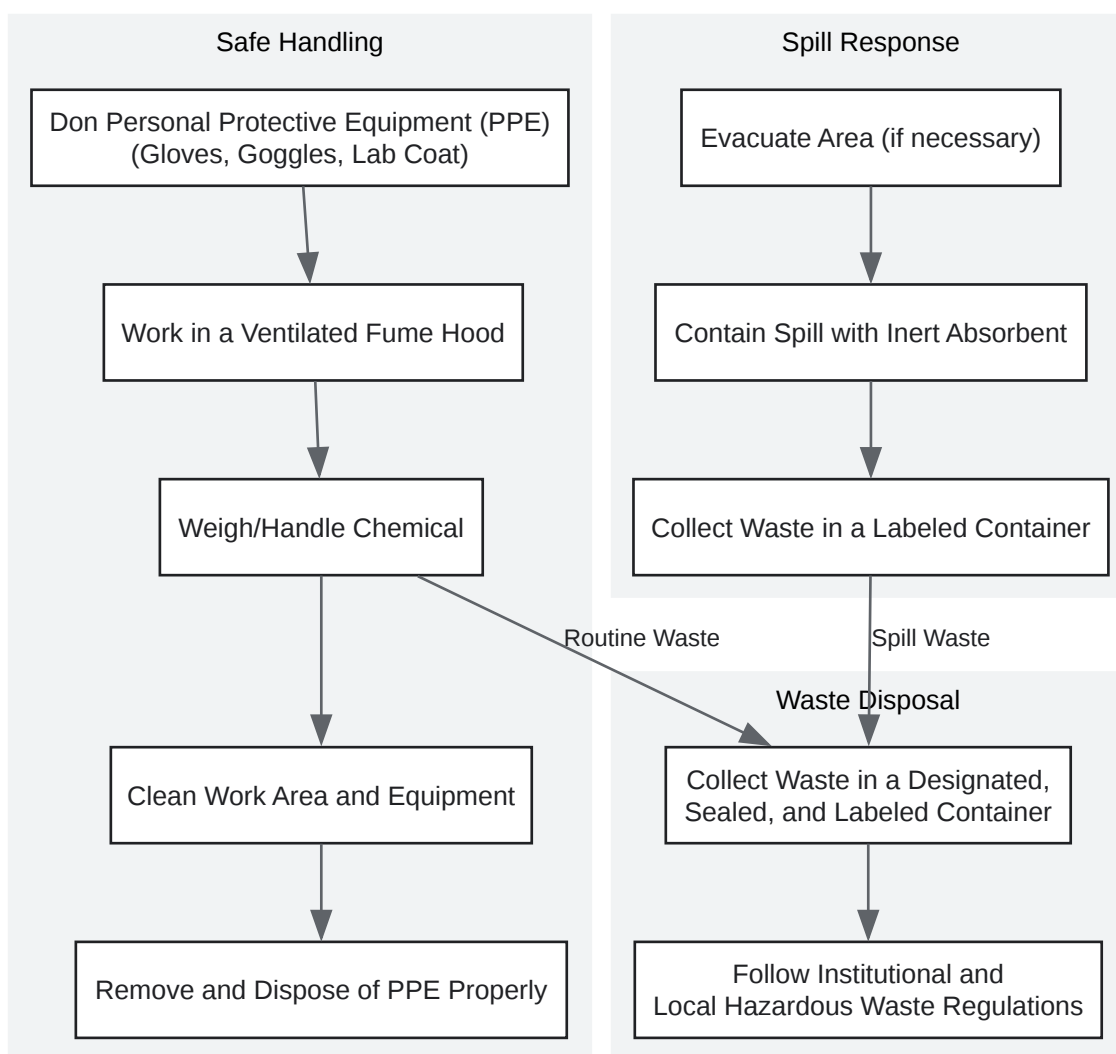 Safe Handling
Don Personal Protective Equipment (PPE)
(Gloves, Goggles, Lab Coat)
Work in a Ventilated Fume Hood
Weigh/Handle Chemical
Clean Work Area and Equipment
Remove and Dispose of PPE Properly
Spill Response
Evacuate Area (if necessary)
Contain Spill with Inert Absorbent
Collect Waste in a Labeled Container
Routine Waste
Spill Waste
Waste Disposal
Collect Waste in a Designated,
Sealed, and Labeled Container
Follow Institutional and
Local Hazardous Waste Regulations